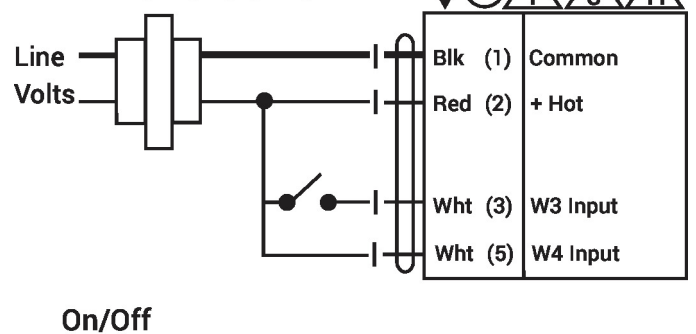 Line
Volts
Blk (1) Common
Red (2) + Hot
Wht (3) W3 Input
Wht (5) W4 Input
On/Off